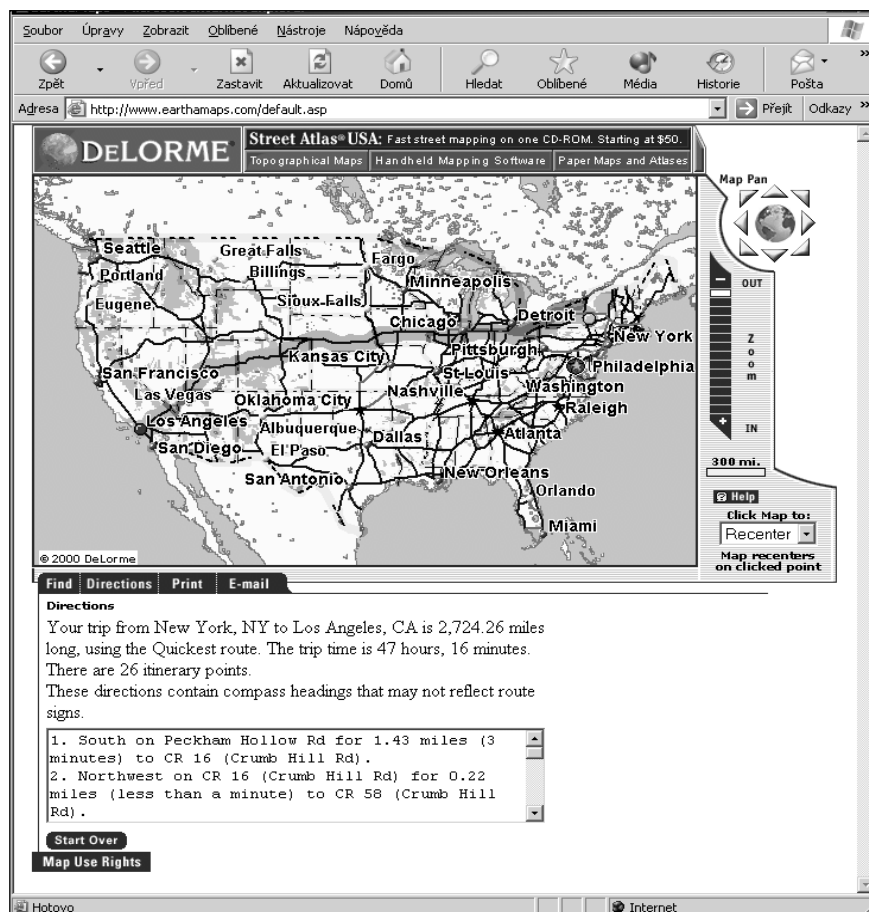 Soubor Úpravy Zobrazit Oblíbené Nástroje Nápověda
Zpět Vpřed Zastavit Aktualizovat Domů Hledat Oblíbené Média Historie Pošta
Adresa http://www.earthamaps.com/default.asp Přejít Odkazy
DELORME
Street Atlas® USA: Fast street mapping on one CD-ROM. Starting at $50.
Topographical Maps Handheld Mapping Software Paper Maps and Atlases
Map Pan
Seattle Great Falls Fargo
Portland Billings Minneapolis
Eugene Sioux Falls
Chicago Detroit New York
Kansas City Pittsburgh
San Francisco St Louis Philadelphia
Las Vegas Oklahoma City Nashville Washington
Los Angeles Albuquerque Dallas Atlanta Raleigh
San Diego El Paso
San Antonio New Orleans
Orlando
Miami
© 2000 DeLorme
OUT
Zoom
IN
300 mi.
Help
Click Map to:
Recenter
Map recenters
on clicked point
Find Directions Print E-mail
Directions
Your trip from New York, NY to Los Angeles, CA is 2,724.26 miles
long, using the Quickest route. The trip time is 47 hours, 16 minutes.
There are 26 itinerary points.
These directions contain compass headings that may not reflect route
signs.
1. South on Peckham Hollow Rd for 1.43 miles (3
minutes) to CR 16 (Crumb Hill Rd).
2. Northwest on CR 16 (Crumb Hill Rd) for 0.22
miles (less than a minute) to CR 58 (Crumb Hill
Rd).
Start Over
Map Use Rights
Hotovo Internet